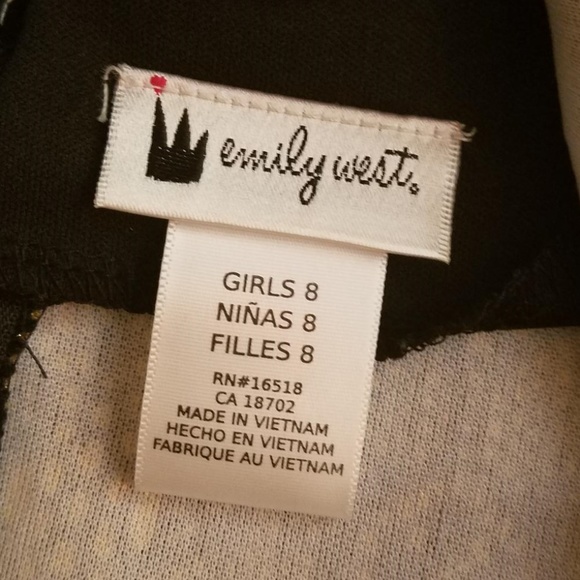 emily west.
GIRLS 8
NIÑAS 8
FILLES 8
RN#16518
CA 18702
MADE IN VIETNAM
HECHO EN VIETNAM
FABRIQUE AU VIETNAM